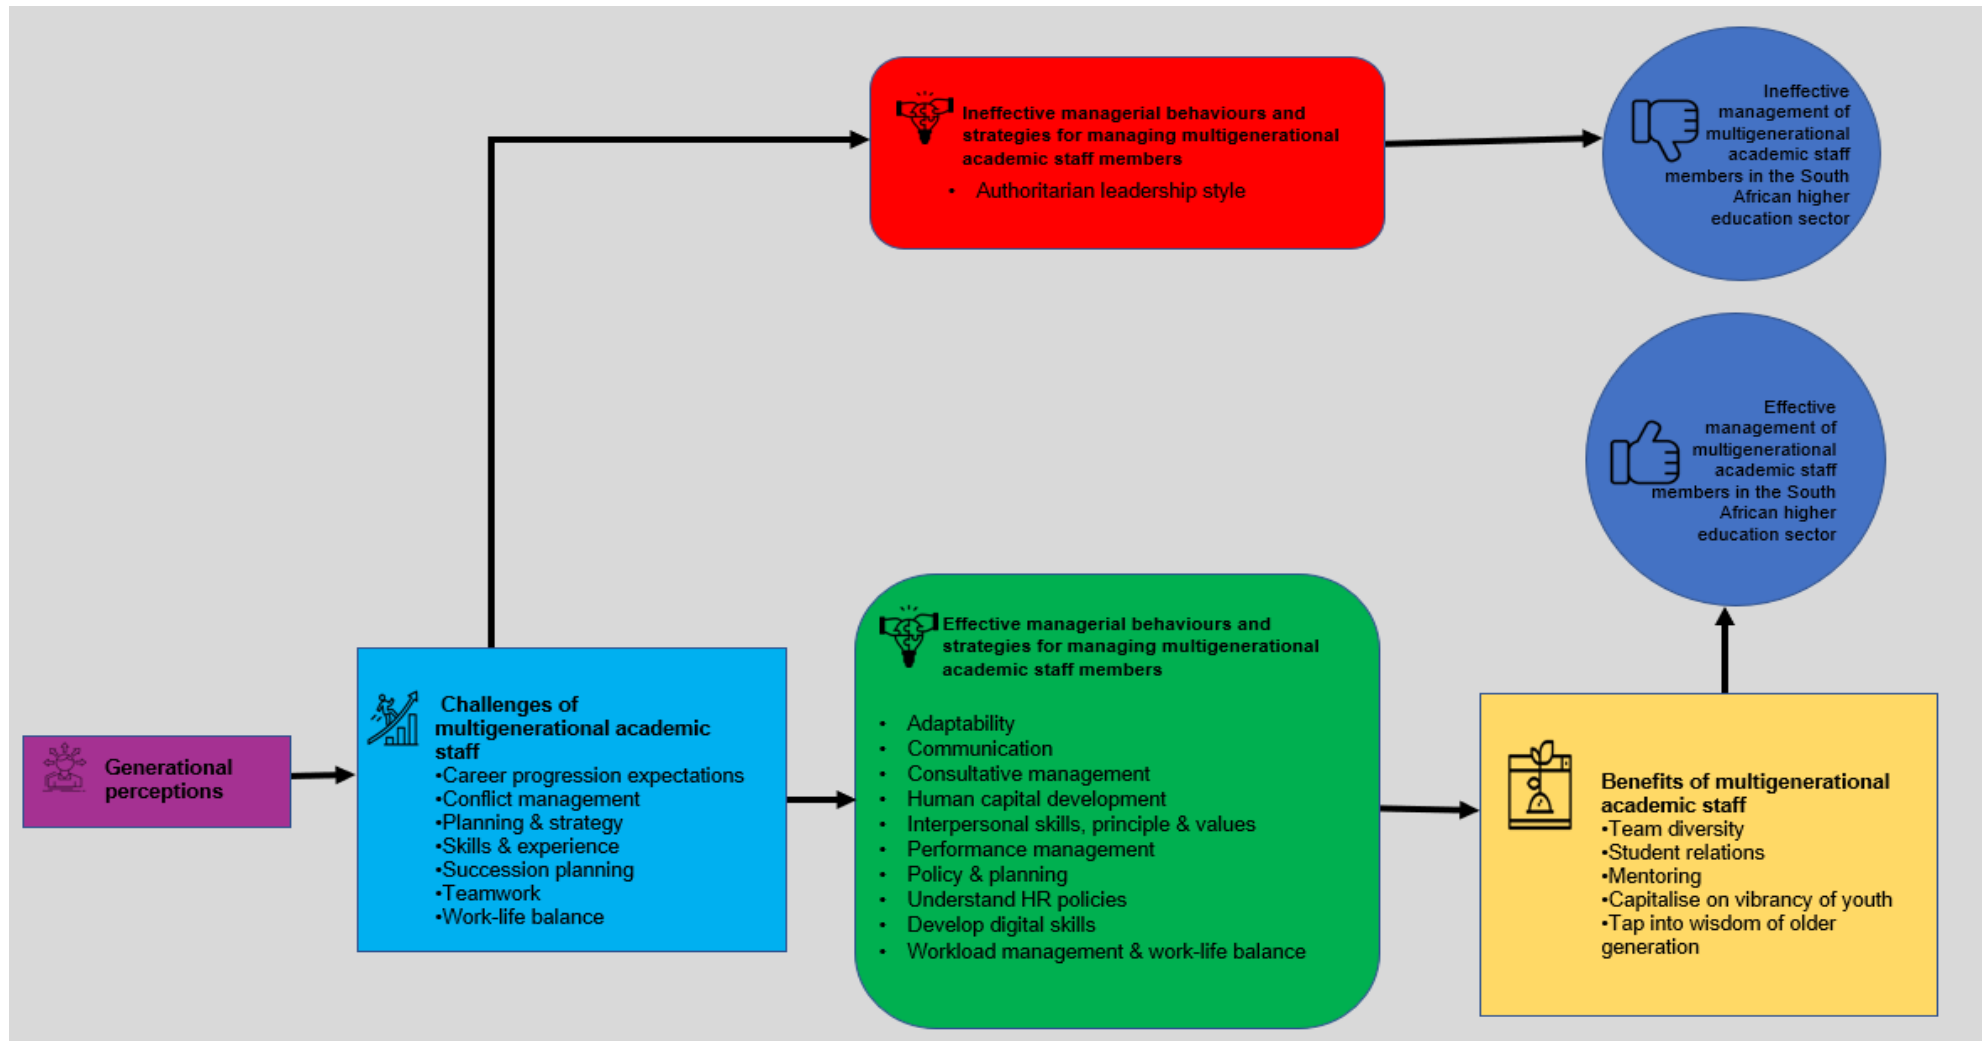 Ineffective managerial behaviours and
strategies for managing multigenerational
academic staff members
• Authoritarian leadership style
Ineffective
management of
multigenerational
academic staff
members in the South
African higher
education sector
Effective
management of
multigenerational
academic staff
members in the South
African higher
education sector
Generational
perceptions
Challenges of
multigenerational academic
staff
•Career progression expectations
•Conflict management
•Planning & strategy
•Skills & experience
•Succession planning
•Teamwork
•Work-life balance
Effective managerial behaviours and
strategies for managing multigenerational
academic staff members
• Adaptability
• Communication
• Consultative management
• Human capital development
• Interpersonal skills, principle & values
• Performance management
• Policy & planning
• Understand HR policies
• Develop digital skills
• Workload management & work-life balance
Benefits of multigenerational
academic staff
•Team diversity
•Student relations
•Mentoring
•Capitalise on vibrancy of youth
•Tap into wisdom of older
generation